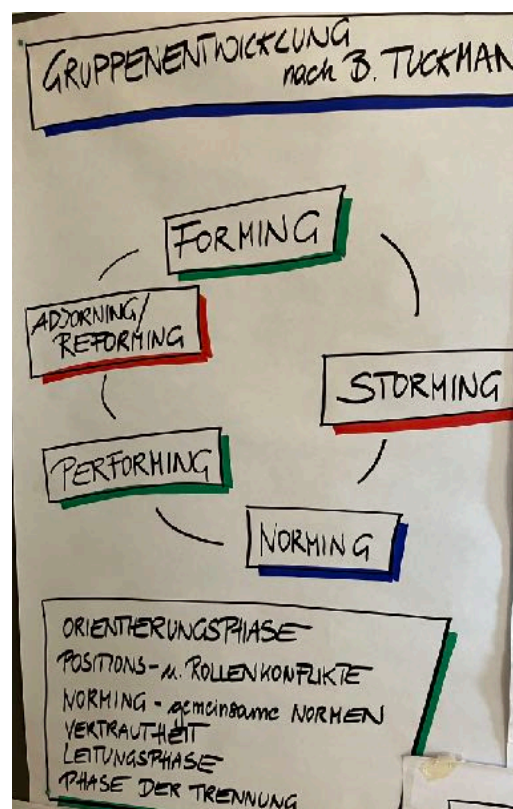 GRUPPENENTWICKLUNG
nach B. TUCKMAN
FORMING
ADJORNING/
REFORMING
STORMING
PERFORMING
NORMING
ORIENTIERUNGSPHASE
POSITIONS- u. ROLLENKONFLIKTE
NORMING - gemeinsame NORMEN
VERTRAUTHEIT
LEITUNGSPHASE
PHASE DER TRENNUNG